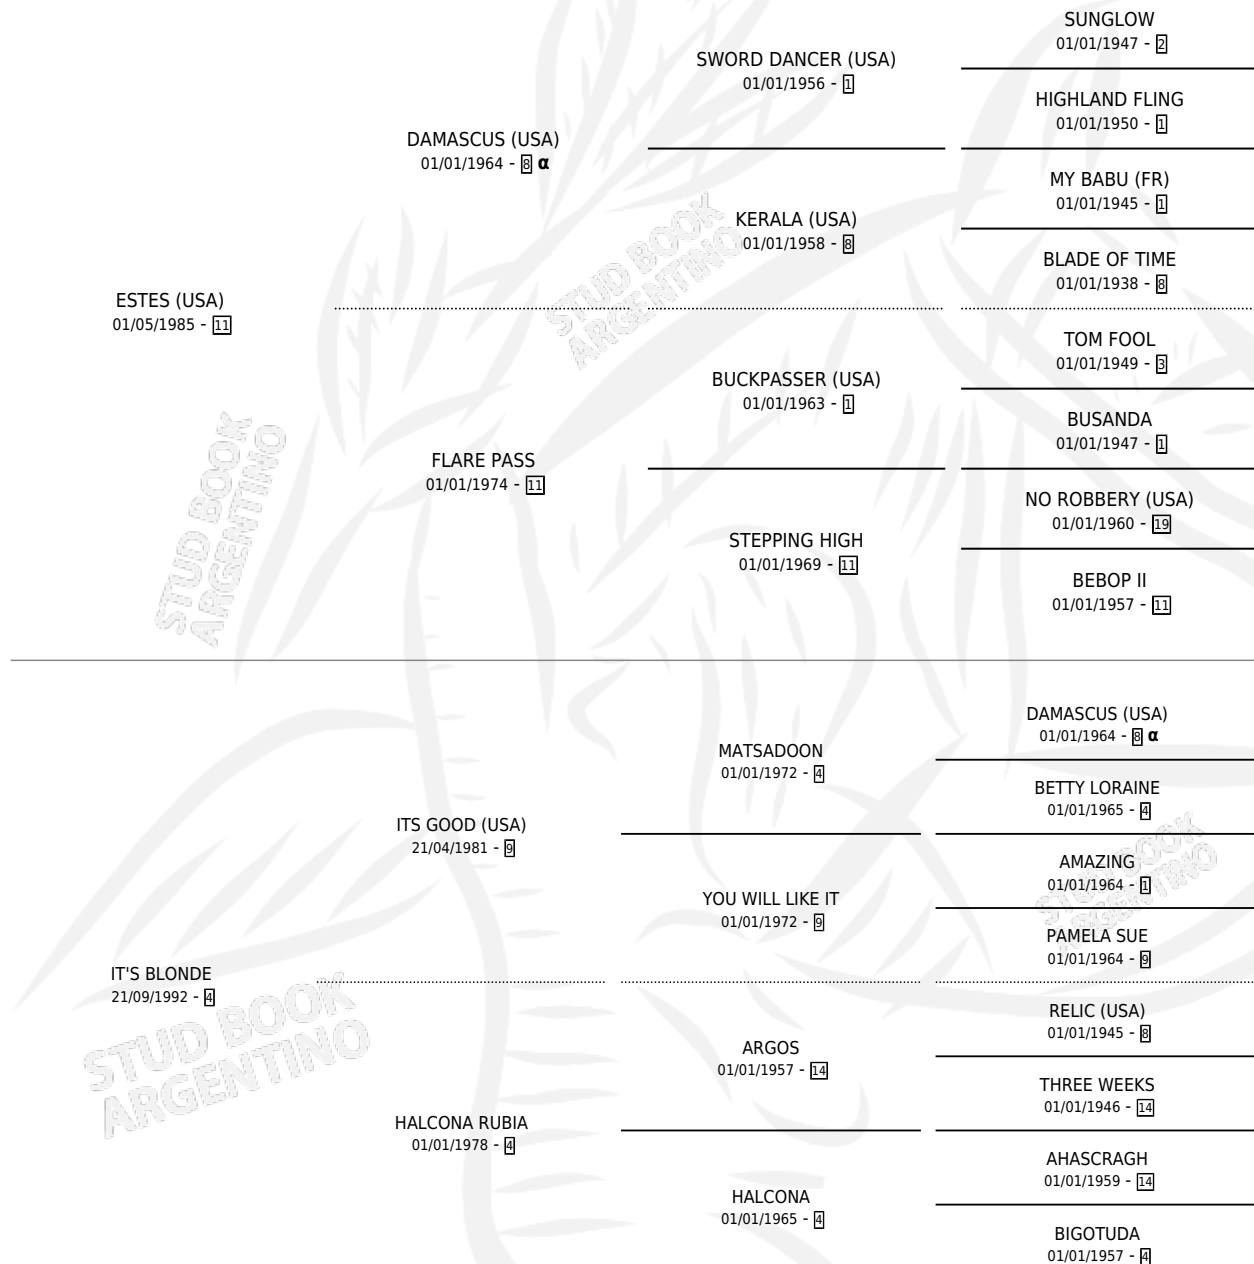 SUNGLOW
01/01/1947 - 2
SWORD DANCER (USA)
01/01/1956 - 1
HIGHLAND FLING
01/01/1950 - 1
DAMASCUS (USA)
01/01/1964 - 8 α
MY BABU (FR)
01/01/1945 - 1
KERALA (USA)
01/01/1958 - 8
BLADE OF TIME
01/01/1938 - 8
ESTES (USA)
01/05/1985 - 11
TOM FOOL
01/01/1949 - 3
BUCKPASSER (USA)
01/01/1963 - 1
BUSANDA
01/01/1947 - 1
FLARE PASS
01/01/1974 - 11
NO ROBBERY (USA)
01/01/1960 - 19
STEPPING HIGH
01/01/1969 - 11
BEBOP II
01/01/1957 - 11
DAMASCUS (USA)
01/01/1964 - 8 α
MATSADOON
01/01/1972 - 4
BETTY LORAINE
01/01/1965 - 4
ITS GOOD (USA)
21/04/1981 - 9
AMAZING
01/01/1964 - 1
YOU WILL LIKE IT
01/01/1972 - 9
PAMELA SUE
01/01/1964 - 9
IT'S BLONDE
21/09/1992 - 4
RELIC (USA)
01/01/1945 - 8
ARGOS
01/01/1957 - 14
THREE WEEKS
01/01/1946 - 14
HALCONA RUBIA
01/01/1978 - 4
AHASCRAGH
01/01/1959 - 14
HALCONA
01/01/1965 - 4
BIGOTUDA
01/01/1957 - 4
STUD BOOK
ARGENTINO
STUD BOOK
ARGENTINO
STUD BOOK
ARGENTINO
STUD BOOK
ARGENTINO